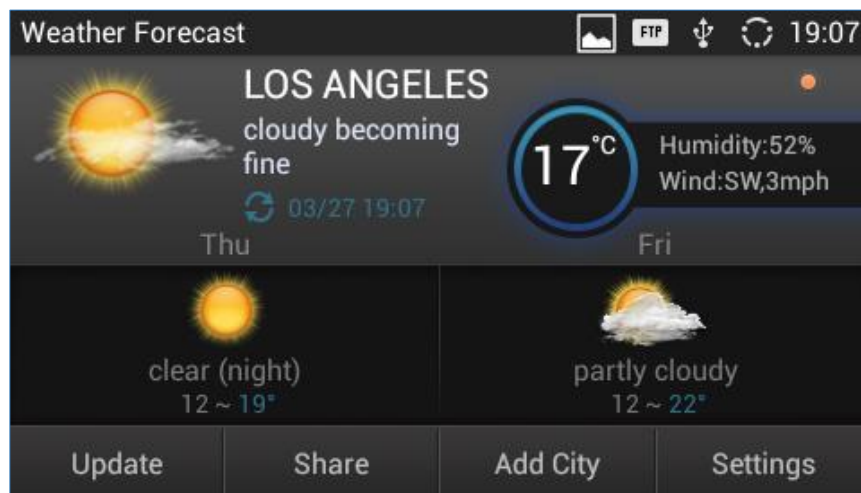 Weather Forecast
FTP
19:07
LOS ANGELES
cloudy becoming
fine
03/27 19:07
17°C
Humidity:52%
Wind:SW,3mph
Thu
Fri
clear (night)
12 ~ 19°
partly cloudy
12 ~ 22°
Update
Share
Add City
Settings